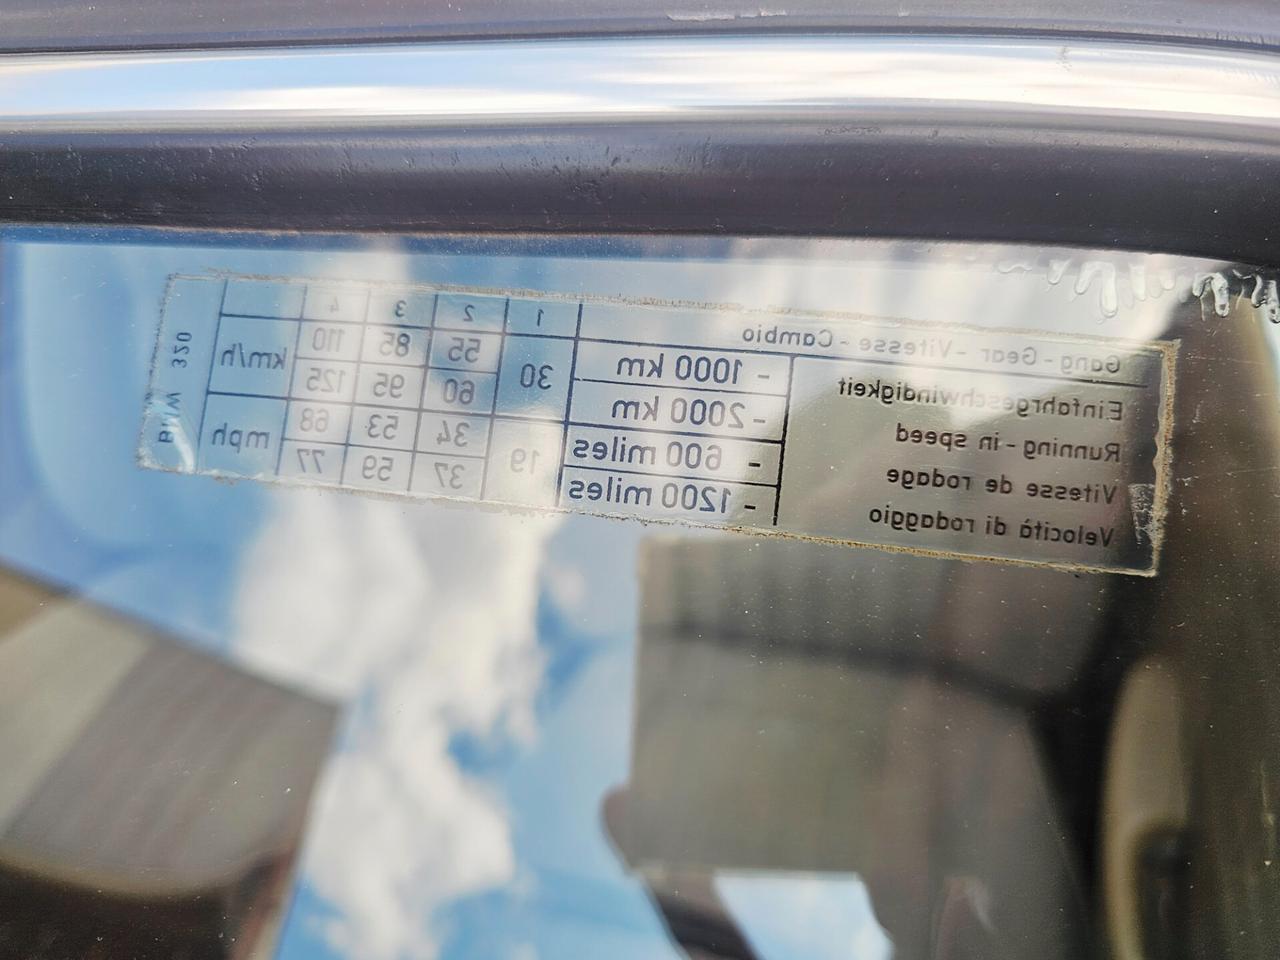 Gang - Gear - Vitesse - Cambio 1 2 3 4
Einfahrgeschwindigkeit
Running - in speed
Vitesse de rodage
Velocità di rodaggio
- 1000 km 30 55 85 110 km/h
- 2000 km 60 95 125
- 600 miles 19 34 53 68 mph
- 1200 miles 37 59 77
BMW 320